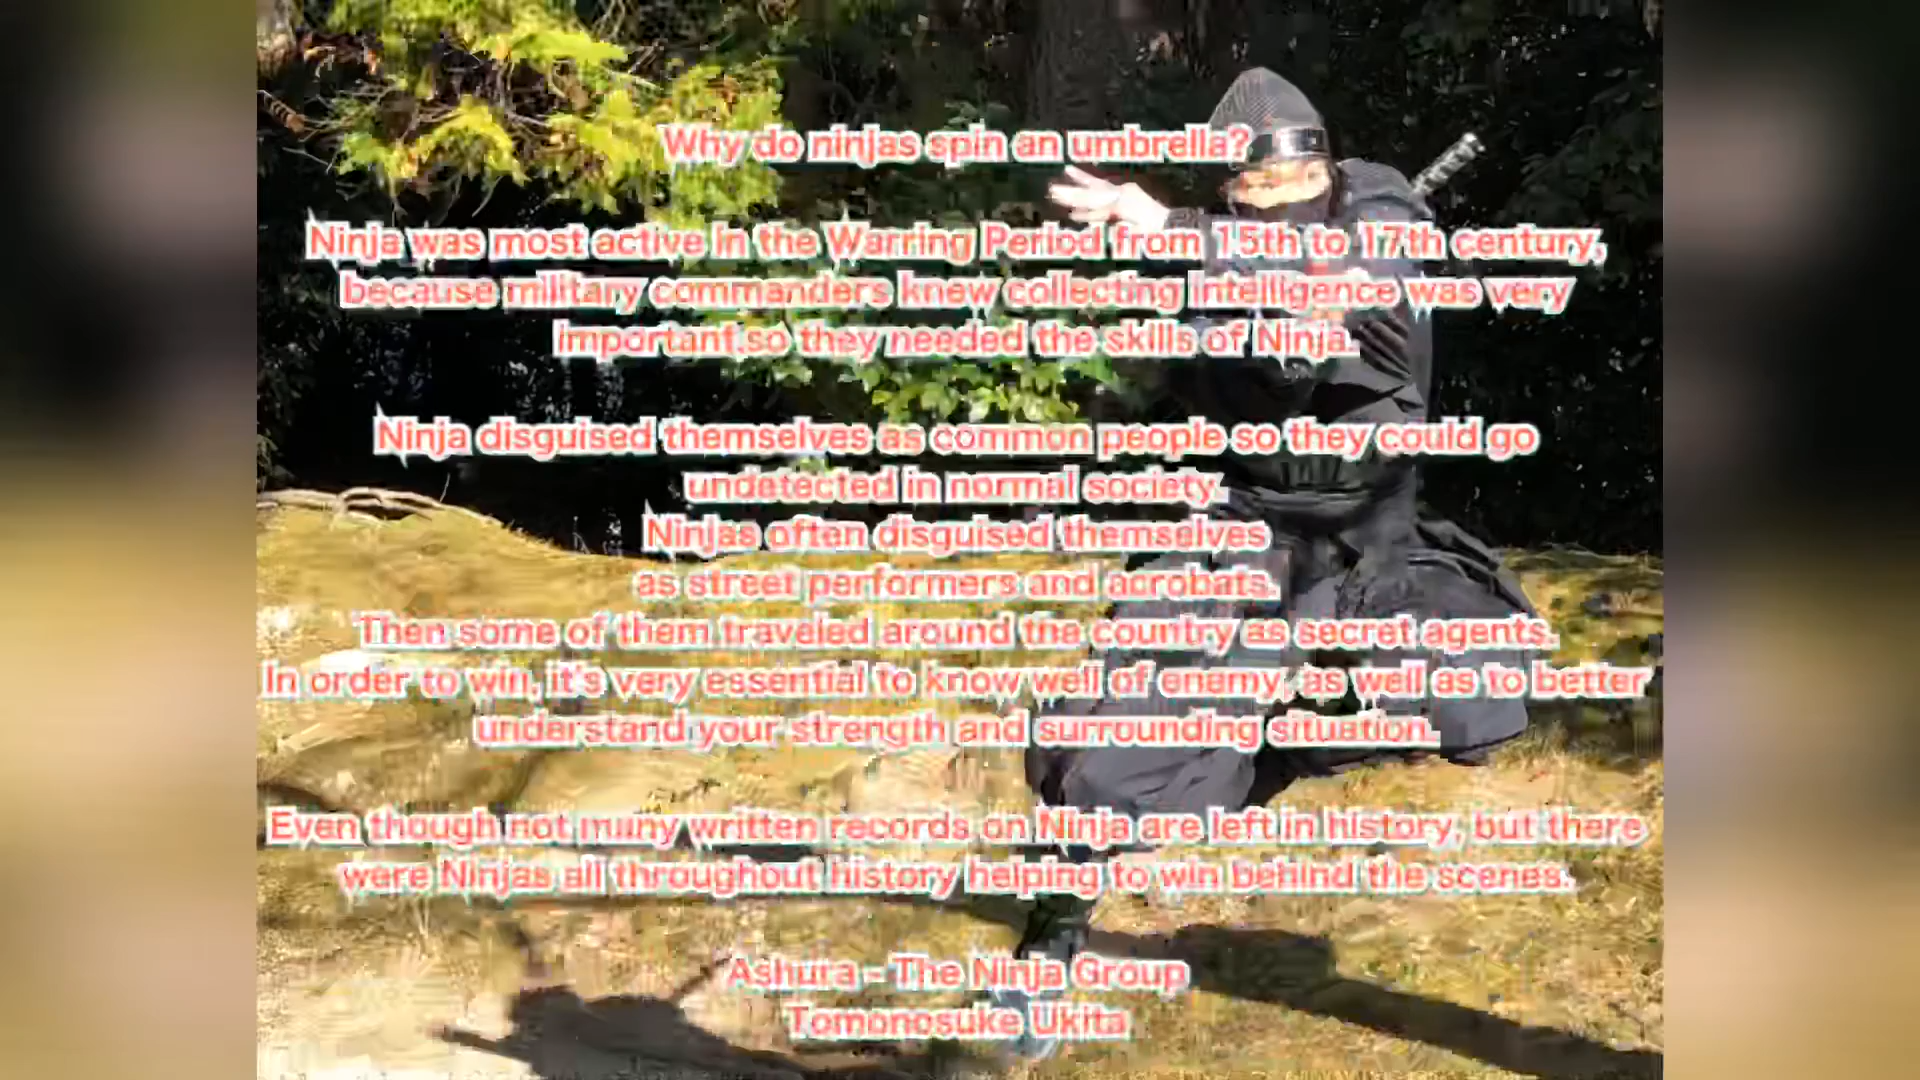 Why do ninjas spin an umbrella?
Ninja was most active in the Warring Period from 15th to 17th century,
because military commanders knew collecting intelligence was very
important,so they needed the skills of Ninja.
Ninja disguised themselves as common people so they could go
undetected in normal society.
Ninjas often disguised themselves
as street performers and acrobats.
Then some of them traveled around the country as secret agents.
In order to win, it's very essential to know well of enemy, as well as to better
understand your strength and surrounding situation.
Even though not many written records on Ninja are left in history, but there
were Ninjas all throughout history helping to win behind the scenes.
Ashura - The Ninja Group
Tomonosuke Ukita